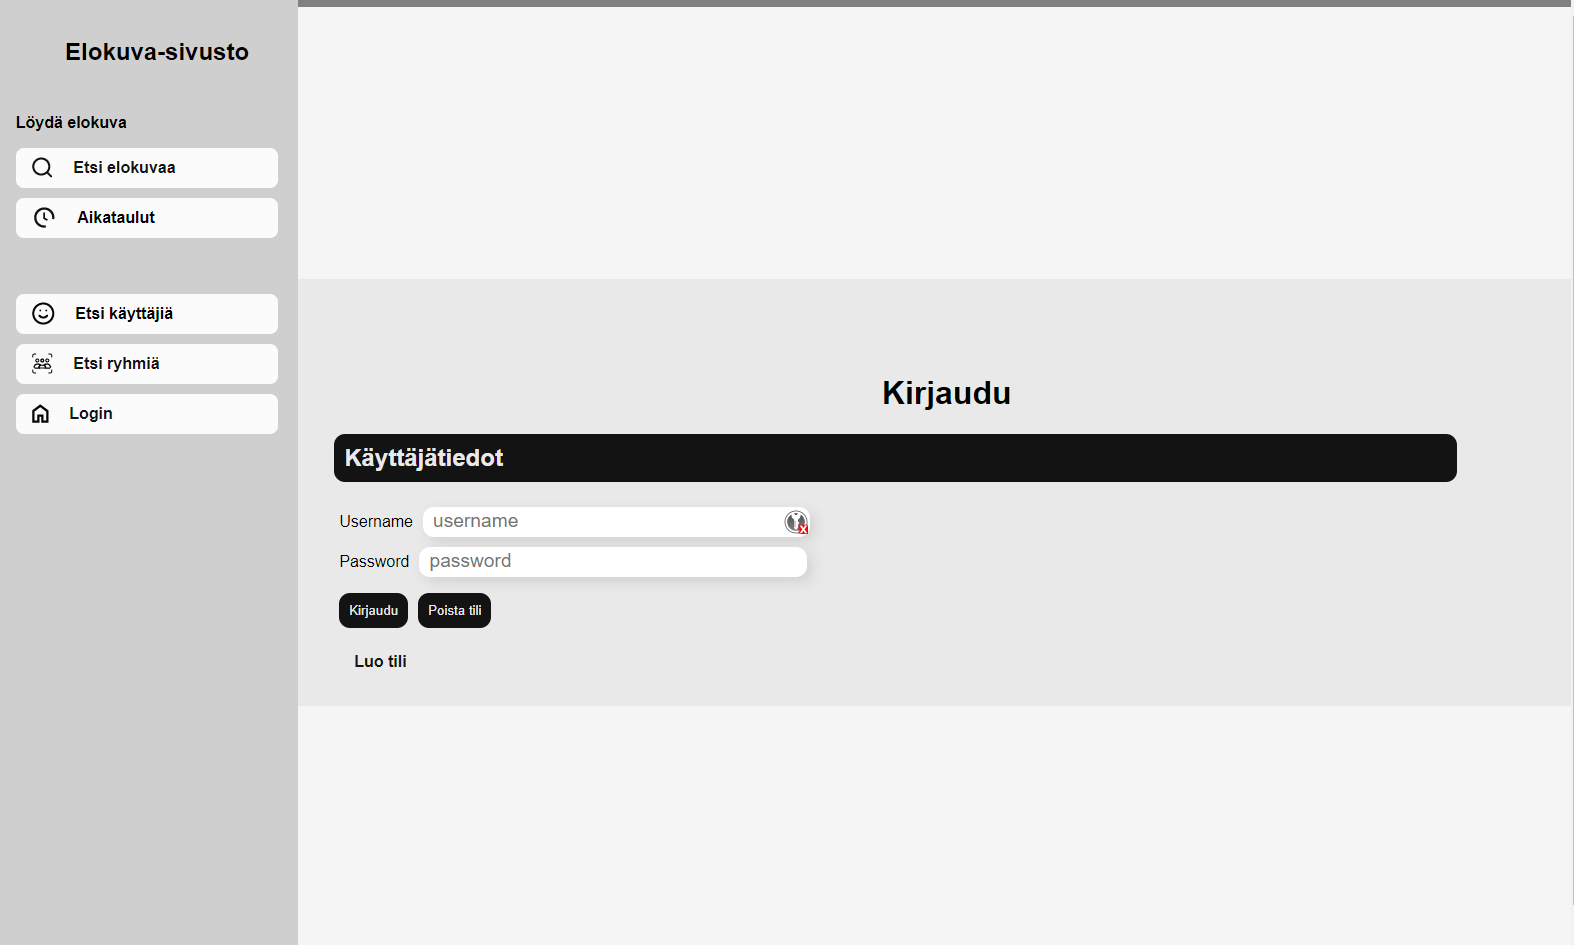 Elokuva-sivusto
Löydä elokuva
Etsi elokuvaa
Aikataulut
Etsi käyttäjiä
Etsi ryhmiä
Login
Kirjaudu
Käyttäjätiedot
Username username
Password password
Kirjaudu Poista tili
Luo tili